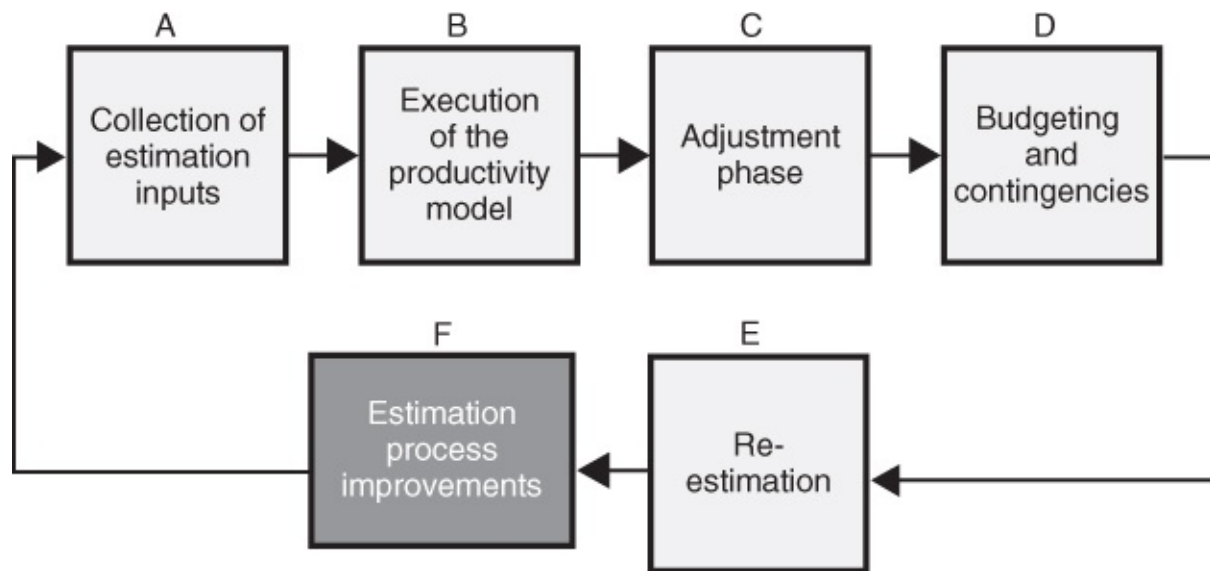 A
B
C
D
Collection of
estimation
inputs
Execution
of the
productivity
model
Adjustment
phase
Budgeting
and
contingencies
F
E
Estimation
process
improvements
Re-
estimation